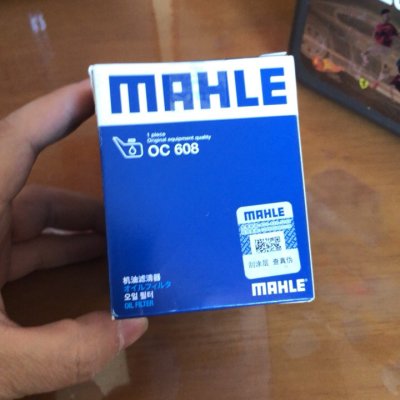 MAHLE
1 piece
Original equipment quality
OC 608
MAHLE
刮涂层 查真伪
机油滤清器
オイルフィルタ
오일 필터
OIL FILTER
MAHLE